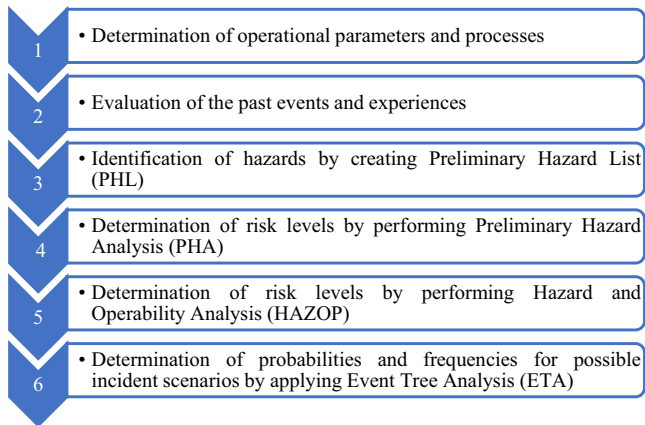 1
• Determination of operational parameters and processes
2
• Evaluation of the past events and experiences
3
• Identification of hazards by creating Preliminary Hazard List
(PHL)
4
• Determination of risk levels by performing Preliminary Hazard
Analysis (PHA)
5
• Determination of risk levels by performing Hazard and
Operability Analysis (HAZOP)
6
• Determination of probabilities and frequencies for possible
incident scenarios by applying Event Tree Analysis (ETA)